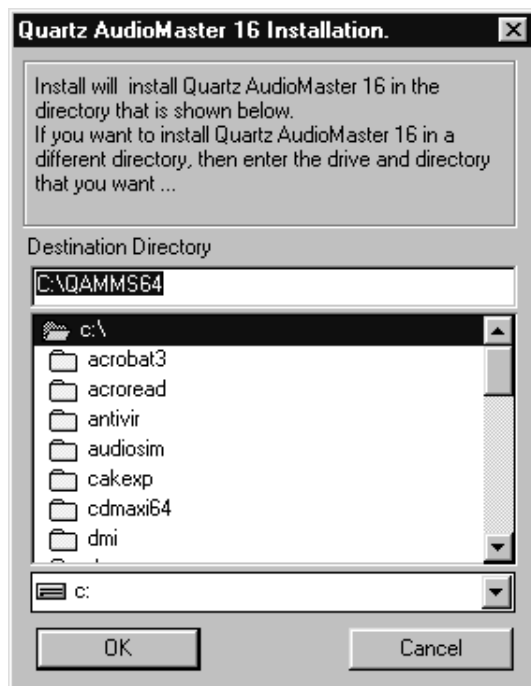 Quartz AudioMaster 16 Installation.
Install will  install Quartz AudioMaster 16 in the
directory that is shown below.
If you want to install Quartz AudioMaster 16 in a
different directory, then enter the drive and directory
that you want ...
Destination Directory
C:\QAMMS64
c:\
acrobat3
acroread
antivir
audiosim
cakexp
cdmaxi64
dmi
c:
OK
Cancel